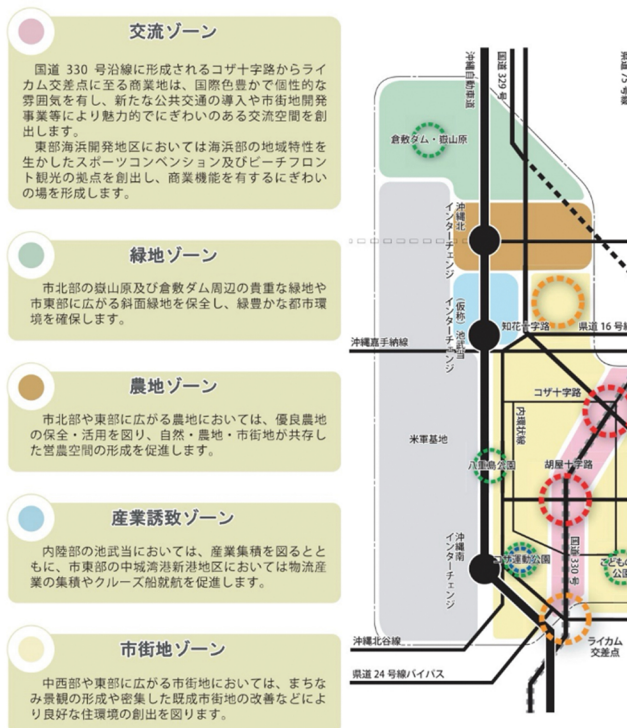 交流ゾーン
国道 330 号沿線に形成されるコザ十字路からライ
カム交差点に至る商業地は、国際色豊かで個性的な
雰囲気を有し、新たな公共交通の導入や市街地開発
事業等により魅力的でにぎわいのある交流空間を創
出します。
東部海浜開発地区においては海浜部の地域特性を
生かしたスポーツコンベンション及びビーチフロン
ト観光の拠点を創出し、商業機能を有するにぎわい
の場を形成します。
緑地ゾーン
市北部の嶽山原及び倉敷ダム周辺の貴重な緑地や
市東部に広がる斜面緑地を保全し、緑豊かな都市環
境を確保します。
農地ゾーン
市北部や東部に広がる農地においては、優良農地
の保全・活用を図り、自然・農地・市街地が共存し
た営農空間の形成を促進します。
産業誘致ゾーン
内陸部の池武当においては、産業集積を図るとと
もに、市東部の中城湾港新港地区においては物流産
業の集積やクルーズ船就航を促進します。
市街地ゾーン
中西部や東部に広がる市街地においては、まちな
み景観の形成や密集した既成市街地の改善などによ
り良好な住環境の創出を図ります。
沖縄自動車道
国道 329 号
県道 75 号線
倉敷ダム・嶽山原
沖縄北
インターチェンジ
(仮称) 池武当
インターチェンジ
知花十字路
県道 16 号線
沖縄嘉手納線
コザ十字路
内環状線
米軍基地
八重島公園
胡屋十字路
沖縄南
インターチェンジ
コザ運動公園
国道 330 号
こどもの
公園
沖縄北谷線
ライカム
交差点
県道 24 号線バイパス